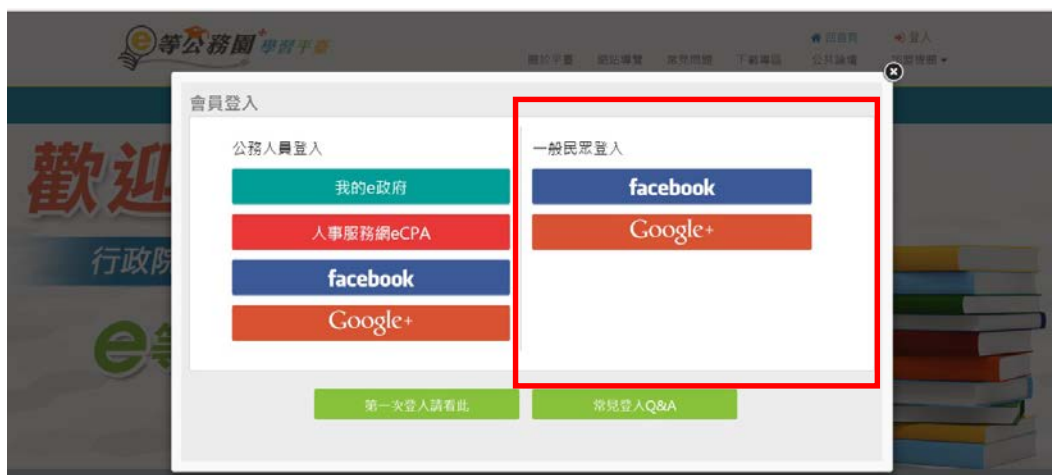 e等公務園+學習平臺
回首頁 登入
關於平臺 網站導覽 常見問題 下載專區 公共論壇
會員登入
公務人員登入
我的e政府
人事服務網eCPA
facebook
Google+
一般民眾登入
facebook
Google+
第一次登入請看此
常見登入Q&A
歡迎
行政院
e等